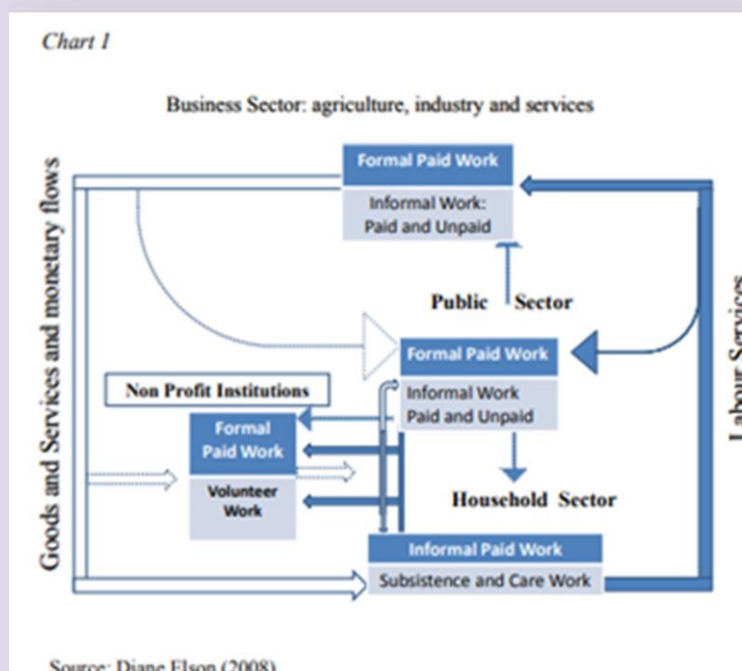 Chart 1
Business Sector: agriculture, industry and services
Goods and Services and monetary flows
Formal Paid Work
Informal Work:
Paid and Unpaid
Public Sector
Formal Paid Work
Informal Work
Paid and Unpaid
Non Profit Institutions
Formal
Paid Work
Volunteer
Work
Household Sector
Informal Paid Work
Subsistence and Care Work
Labour Services
Source: Diane Elson (2008)